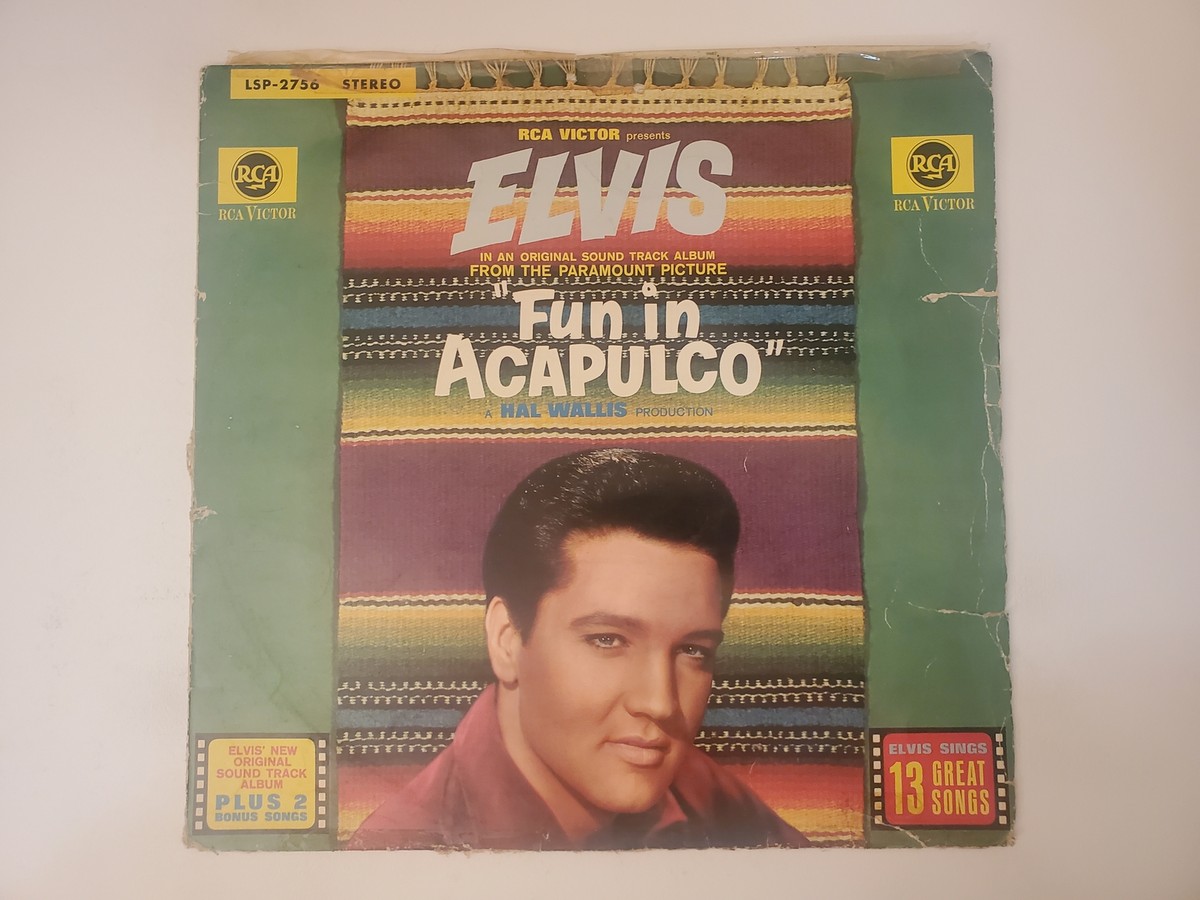 LSP-2756 STEREO
RCA VICTOR presents
RCA
RCA VICTOR
RCA
RCA VICTOR
ELVIS
IN AN ORIGINAL SOUND TRACK ALBUM
FROM THE PARAMOUNT PICTURE
"Fun in
ACAPULCO"
A HAL WALLIS PRODUCTION
ELVIS' NEW
ORIGINAL
SOUND TRACK
ALBUM
PLUS 2
BONUS SONGS
ELVIS SINGS
13 GREAT
SONGS